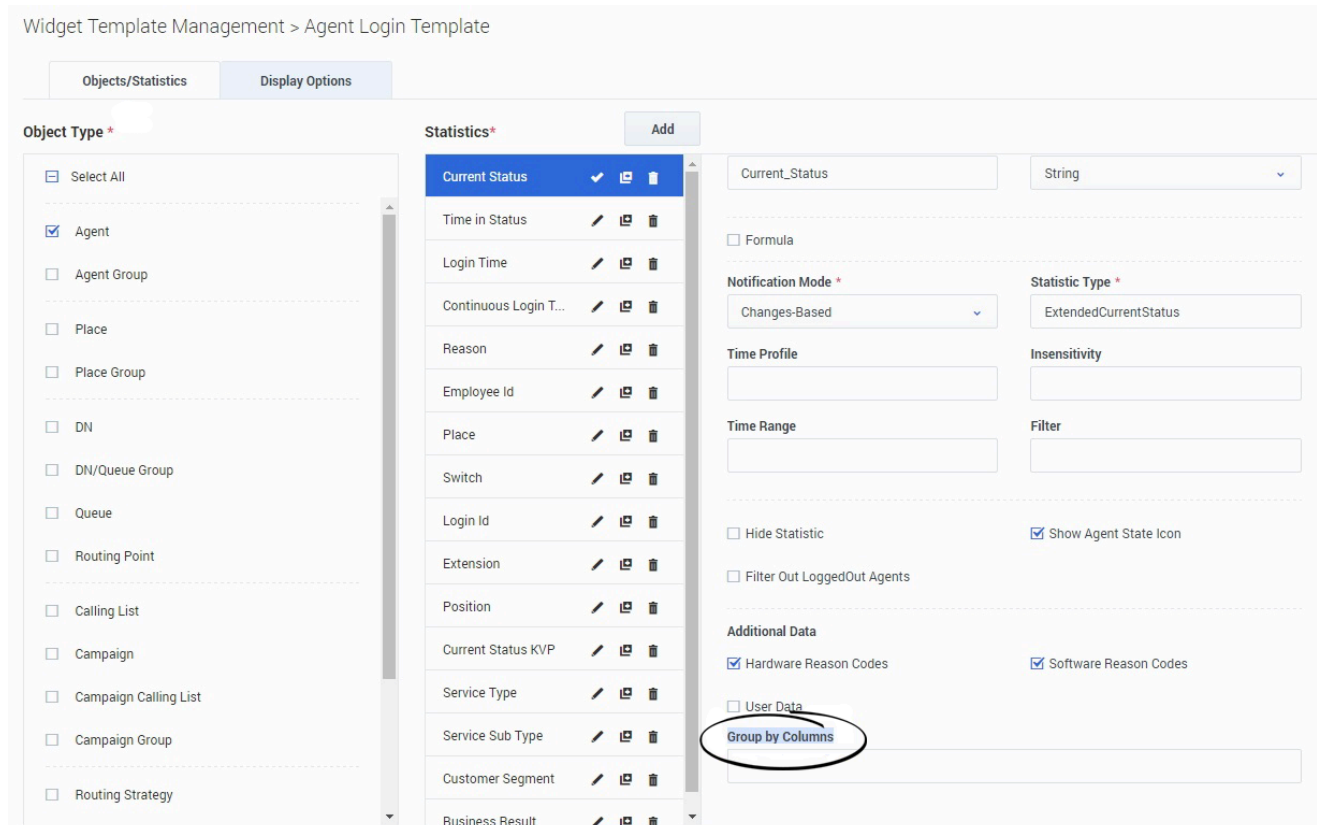 Widget Template Management > Agent Login Template
Objects/Statistics
Display Options
Object Type *
Select All
Agent
Agent Group
Place
Place Group
DN
DN/Queue Group
Queue
Routing Point
Calling List
Campaign
Campaign Calling List
Campaign Group
Routing Strategy
Statistics*
Add
Current Status
Time in Status
Login Time
Continuous Login T...
Reason
Employee Id
Place
Switch
Login Id
Extension
Position
Current Status KVP
Service Type
Service Sub Type
Customer Segment
Business Result
Current_Status
String
Formula
Notification Mode *
Statistic Type *
Changes-Based
ExtendedCurrentStatus
Time Profile
Insensitivity
Time Range
Filter
Hide Statistic
Show Agent State Icon
Filter Out LoggedOut Agents
Additional Data
Hardware Reason Codes
Software Reason Codes
User Data
Group by Columns